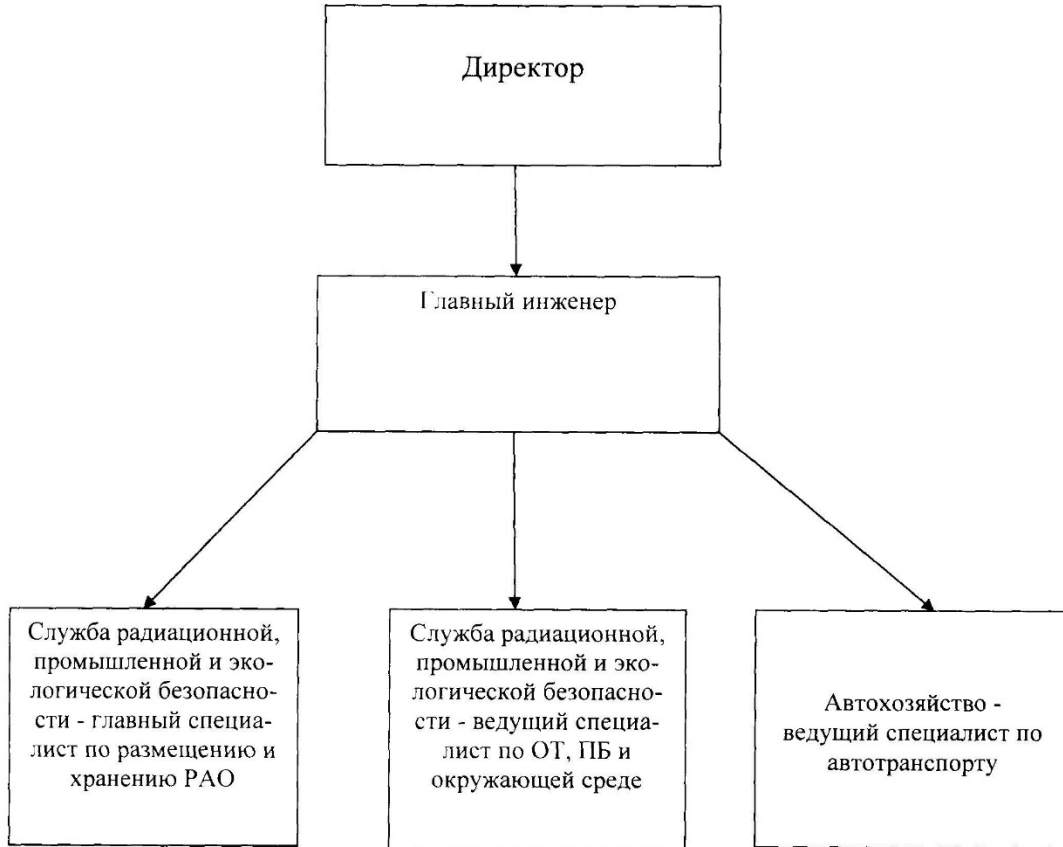 Директор
Главный инженер
Служба радиационной,
промышленной и эко-
логической безопасно-
сти - главный специа-
лист по размещению и
хранению РАО
Служба радиационной,
промышленной и эко-
логической безопасно-
сти - ведущий специа-
лист по ОТ, ПБ и
окружающей среде
Автохозяйство -
ведущий специалист по
автотранспорту